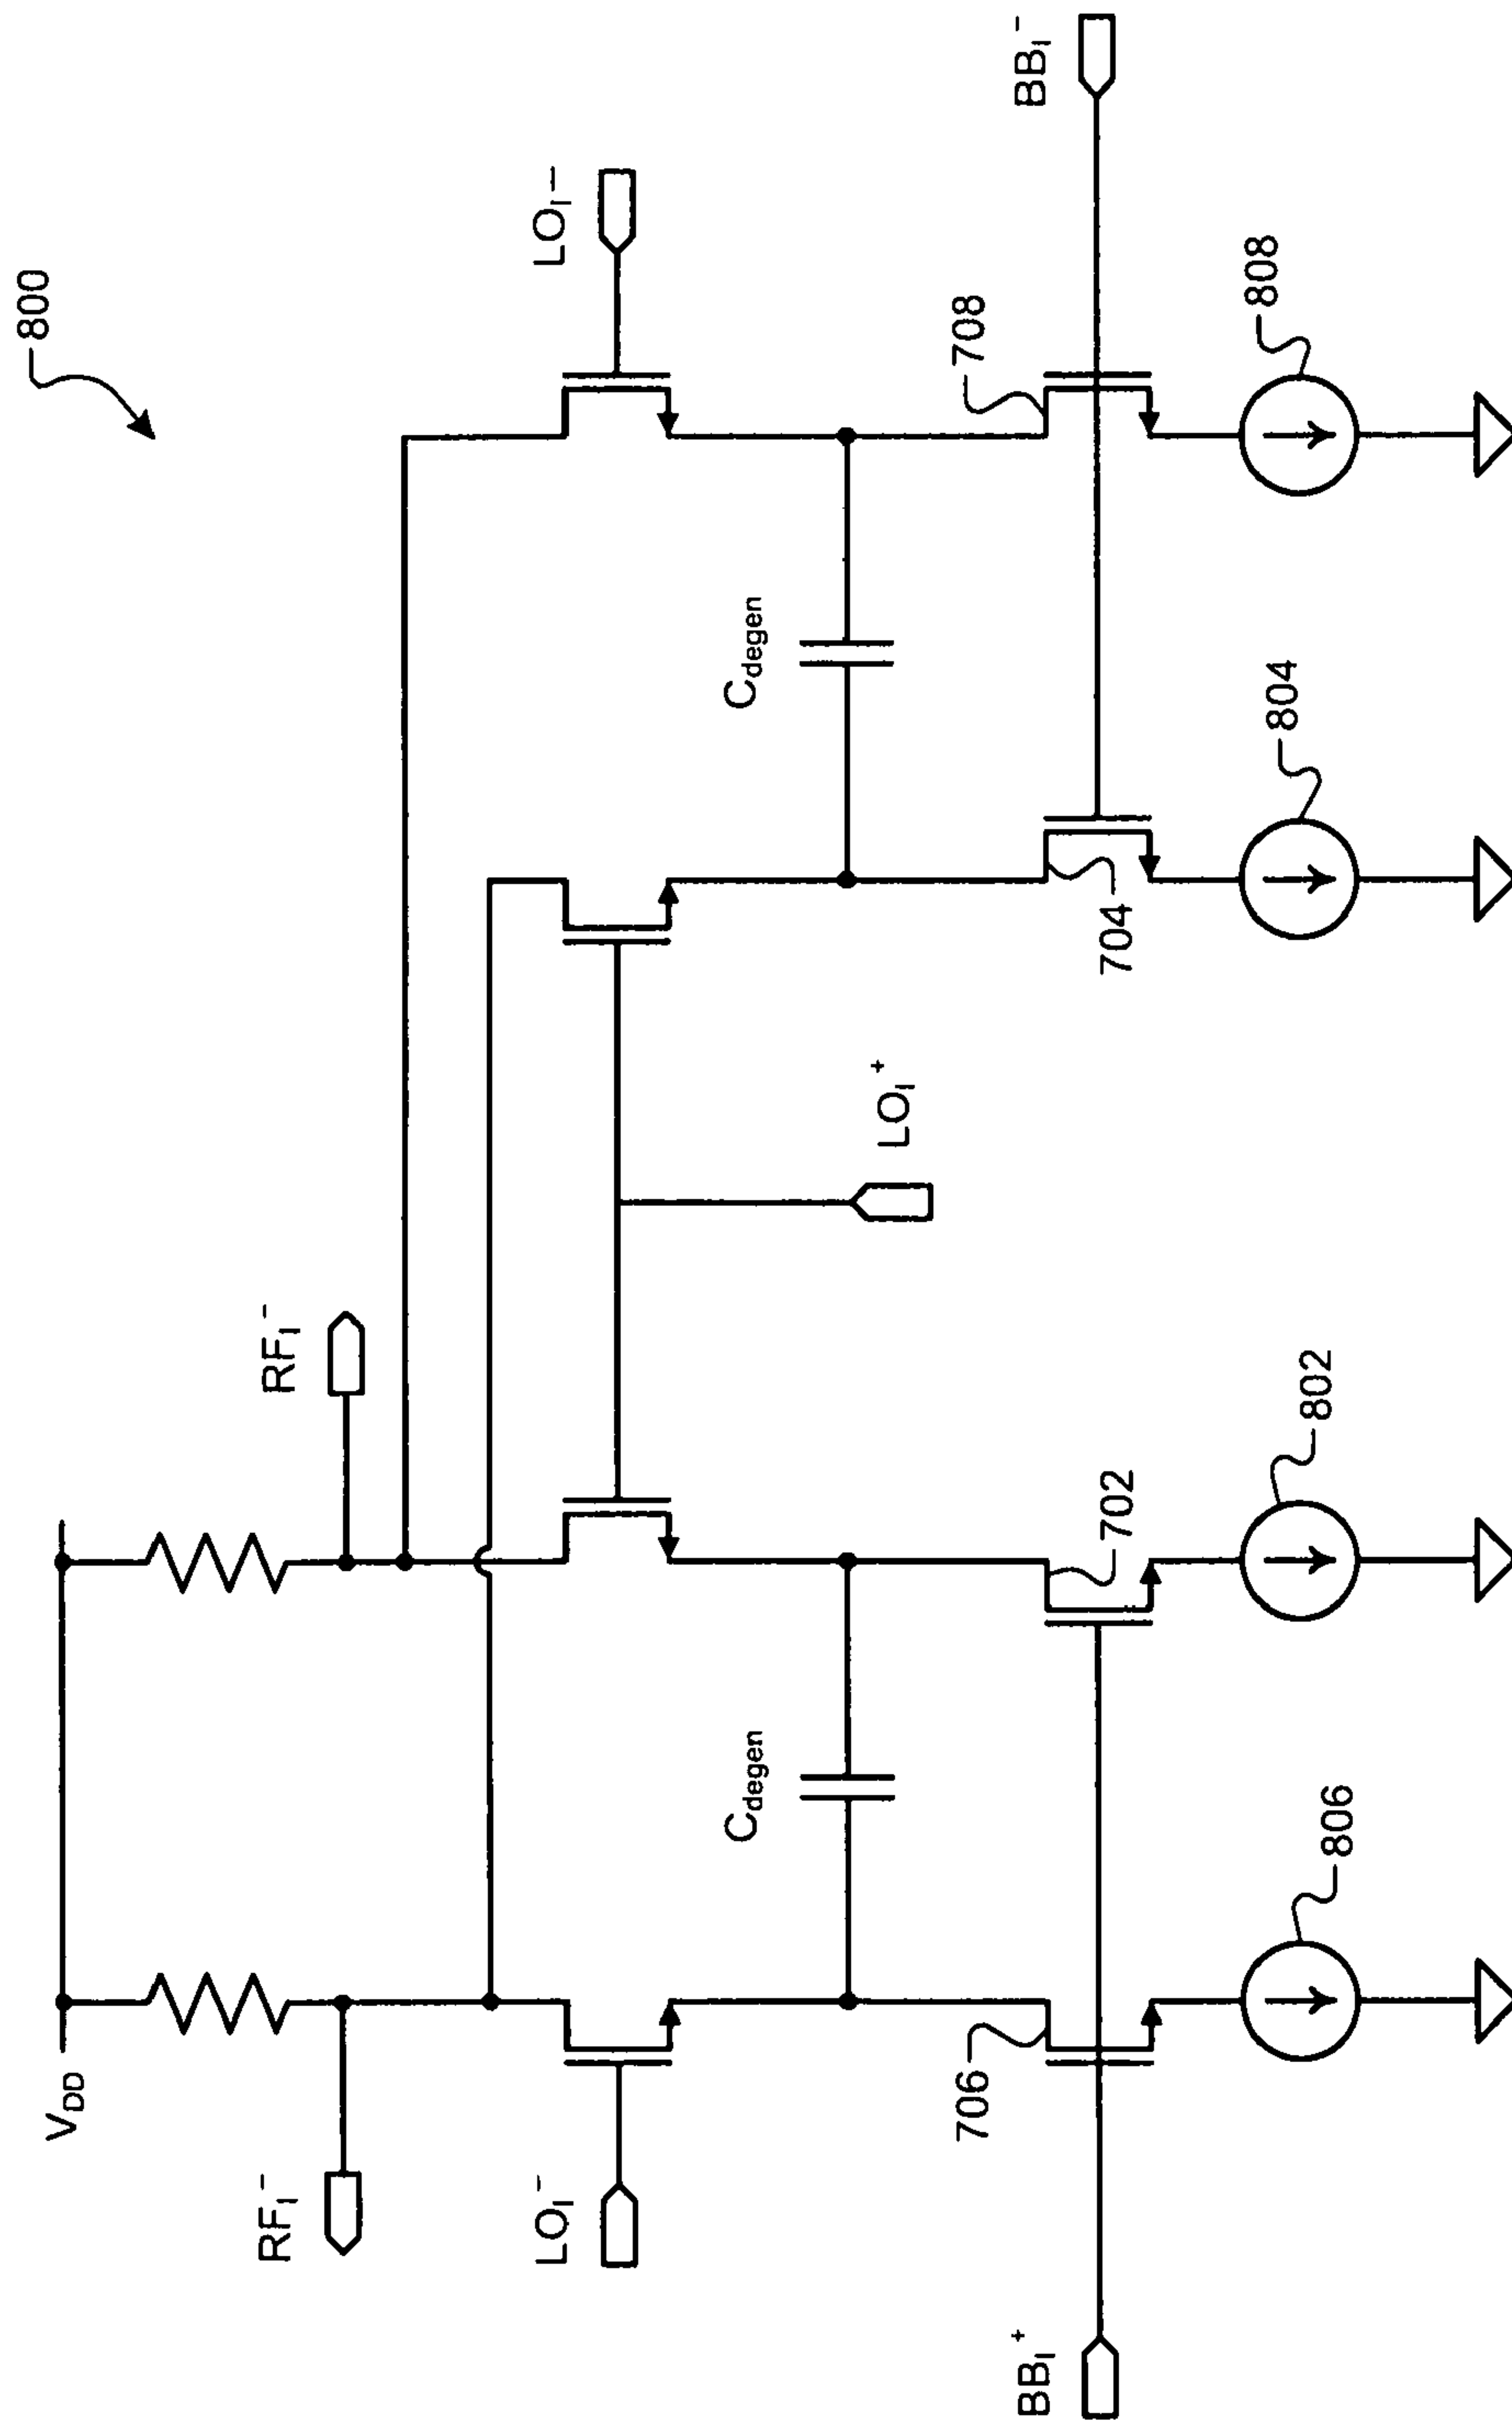 800
V_DD
RF_I^-
RF_I^-
LO_I^-
LO_I^-
C_degen
C_degen
LO_I^+
706
708
BB_I^+
702
704
BB_I^-
806
802
804
808